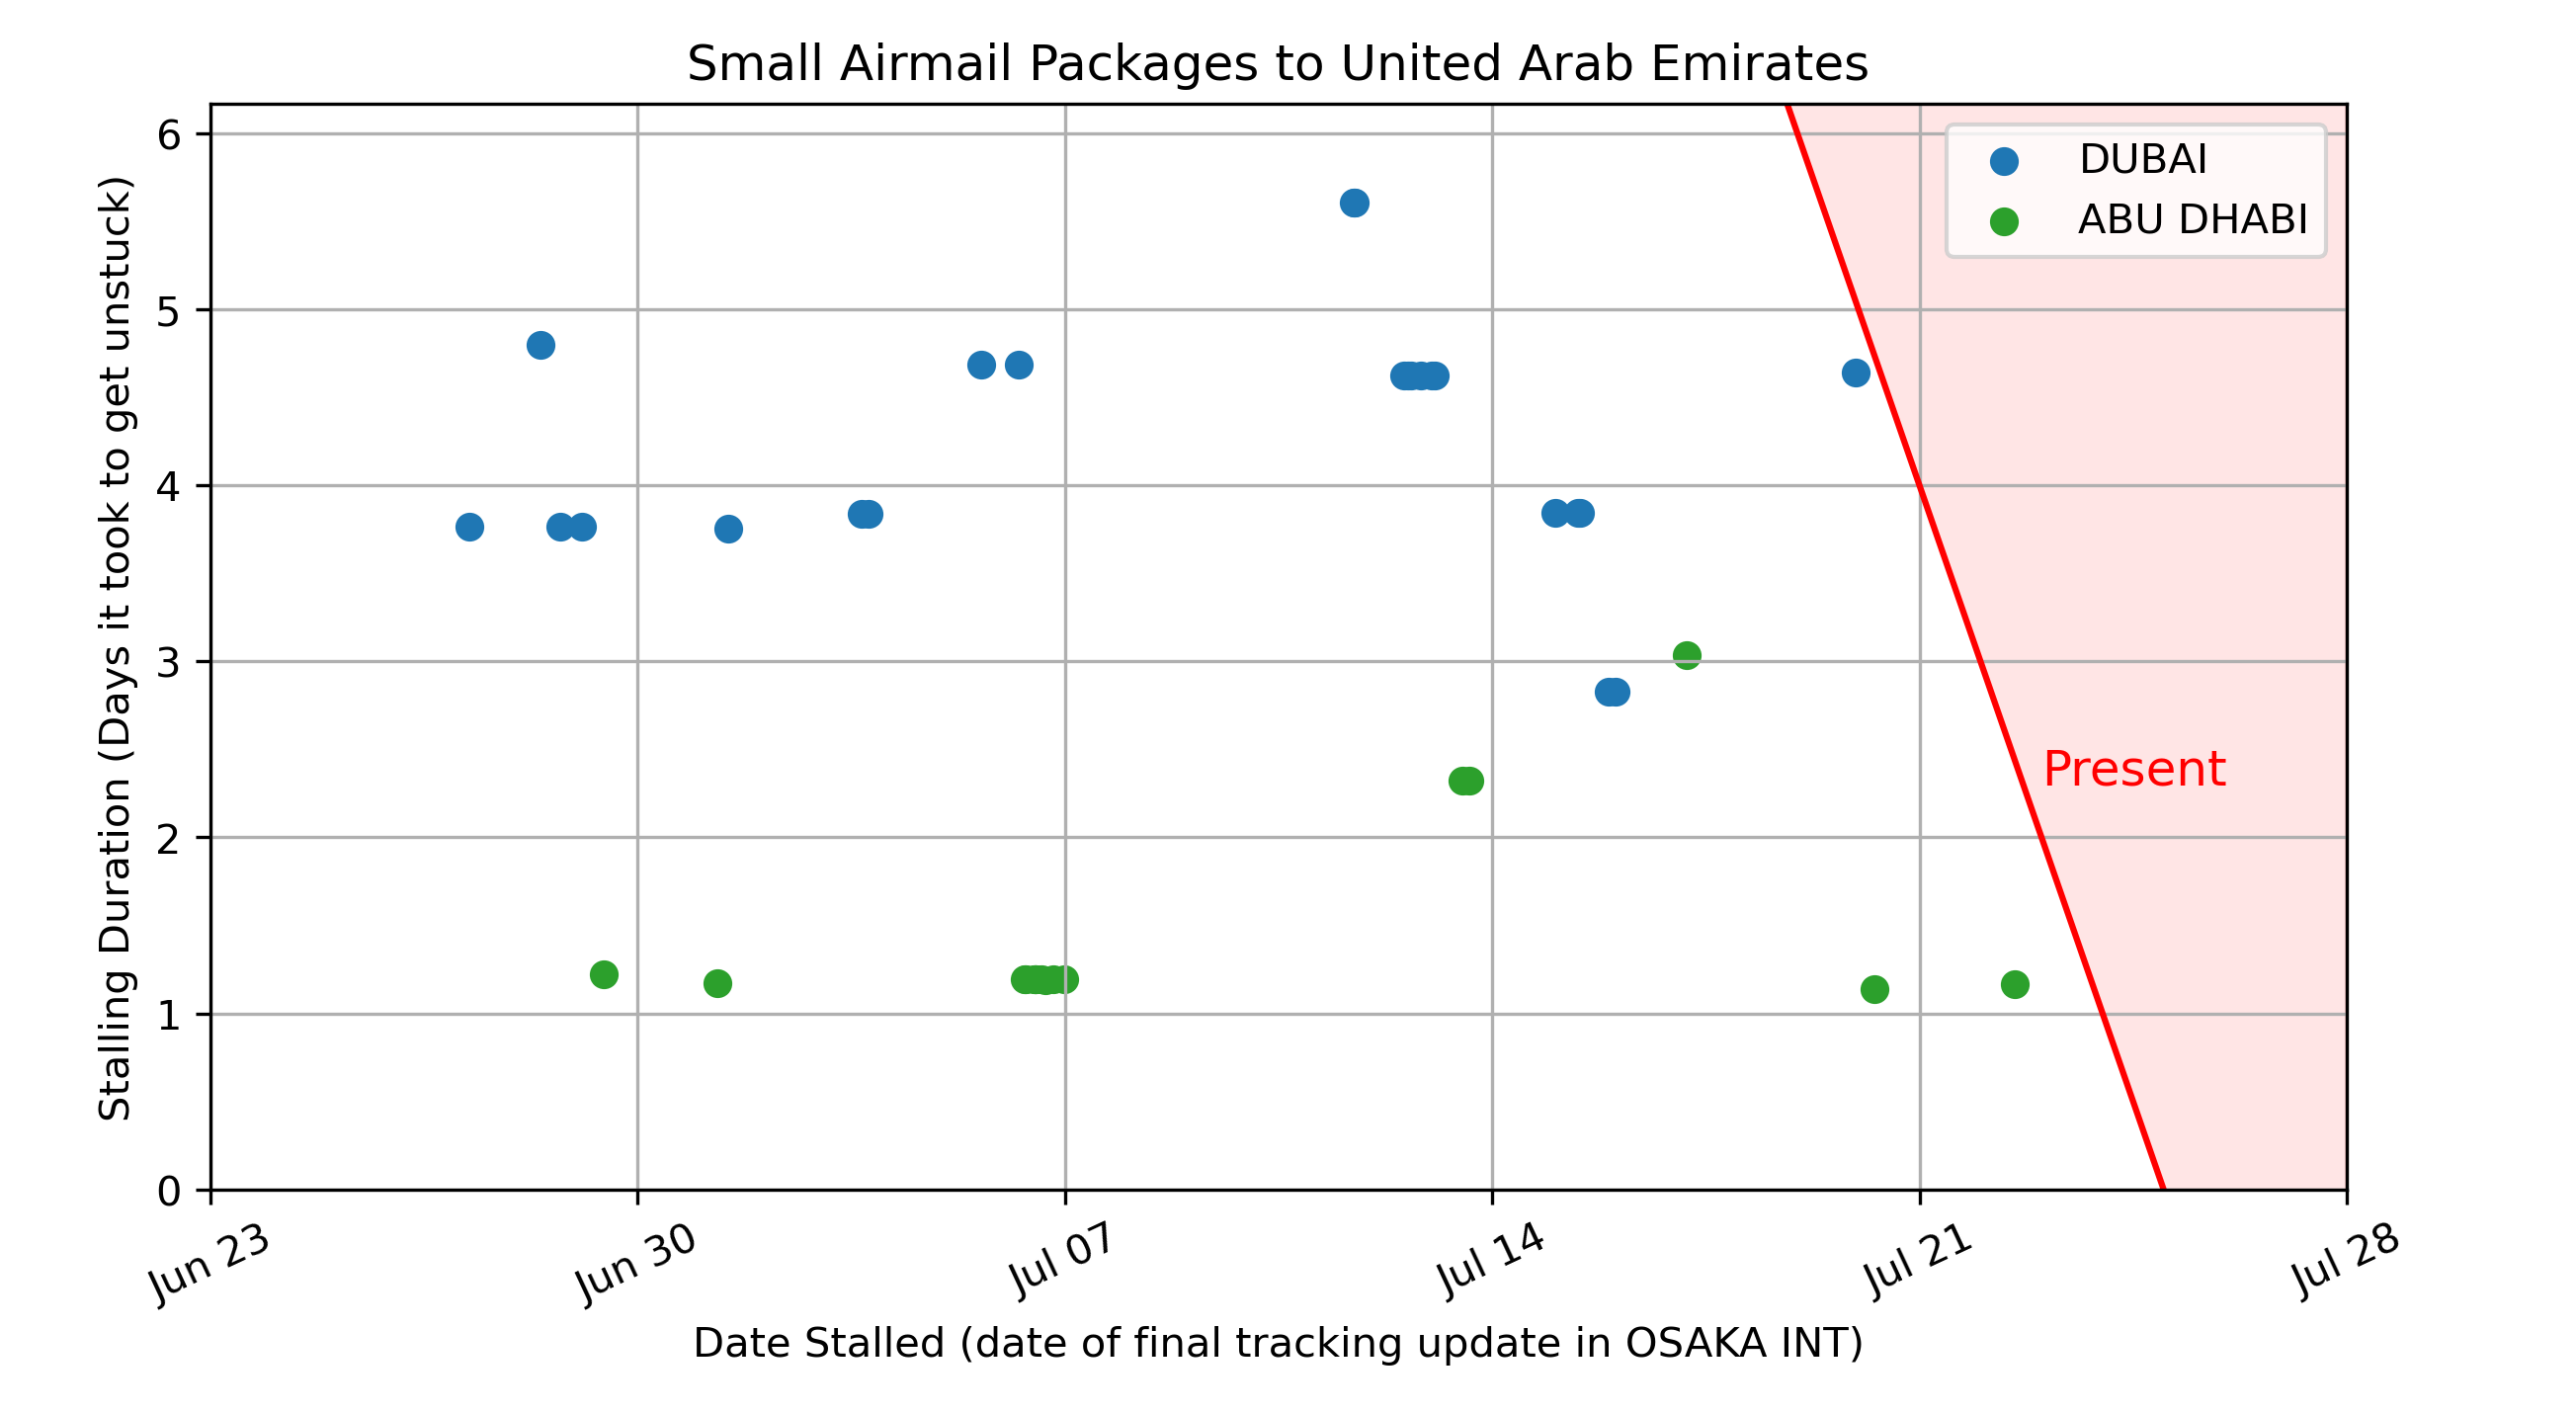 Small Airmail Packages to United Arab Emirates
DUBAI
ABU DHABI
Present
Stalling Duration (Days it took to get unstuck)
6
5
4
3
2
1
0
Jun 23
Jun 30
Jul 07
Jul 14
Jul 21
Jul 28
Date Stalled (date of final tracking update in OSAKA INT)